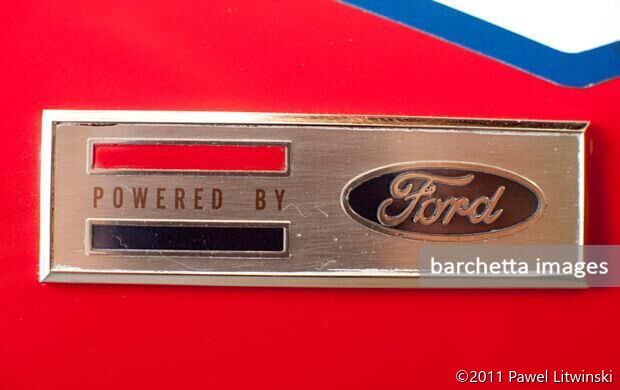 POWERED BY
Ford
barchetta images
©2011 Pawel Litwinski